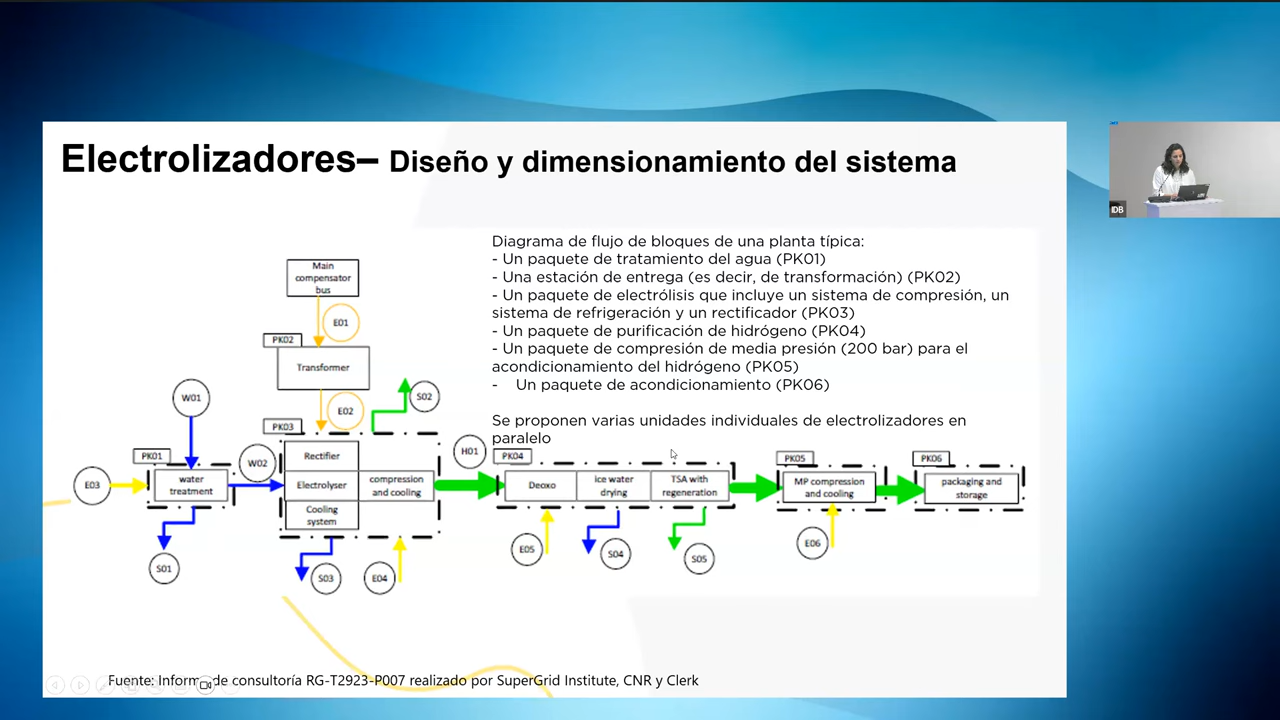 Electrolizadores– Diseño y dimensionamiento del sistema
IDB
Diagrama de flujo de bloques de una planta típica:
- Un paquete de tratamiento del agua (PK01)
- Una estación de entrega (es decir, de transformación) (PK02)
- Un paquete de electrólisis que incluye un sistema de compresión, un
sistema de refrigeración y un rectificador (PK03)
- Un paquete de purificación de hidrógeno (PK04)
- Un paquete de compresión de media presión (200 bar) para el
acondicionamiento del hidrógeno (PK05)
- Un paquete de acondicionamiento (PK06)
Se proponen varias unidades individuales de electrolizadores en
paralelo
Main
compensator
bus
E01
PK02
Transformer
E02
S02
W01
PK03
PK01
W02
H01
PK04
PK05
PK06
E03
water
treatment
Rectifier
Electrolyser
Cooling
system
compression
and cooling
Deoxo
ice water
drying
TSA with
regeneration
MP compression
and cooling
packaging and
storage
S01
S03
E04
E05
S04
S05
E06
Fuente: Informe de consultoría RG-T2923-P007 realizado por SuperGrid Institute, CNR y Clerk